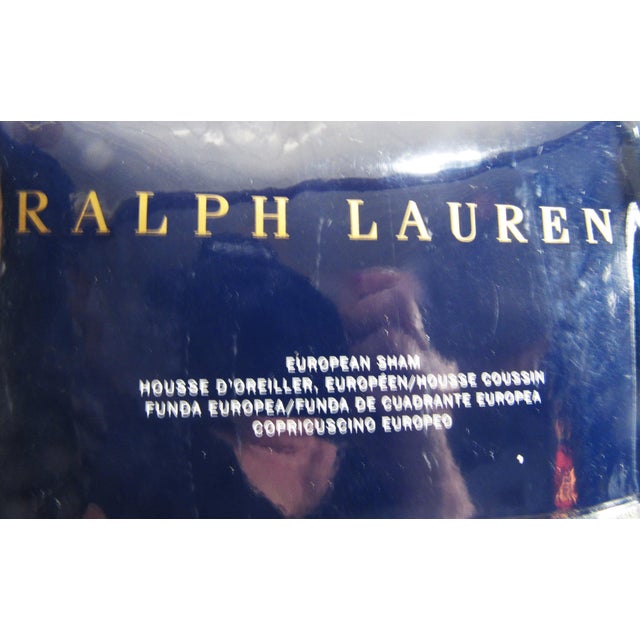 RALPH LAUREN
EUROPEAN SHAM
HOUSSE D'OREILLER, EUROPÉEN/HOUSSE COUSSIN
FUNDA EUROPEA/FUNDA DE CUADRANTE EUROPEA
COPRICUSCINO EUROPEO